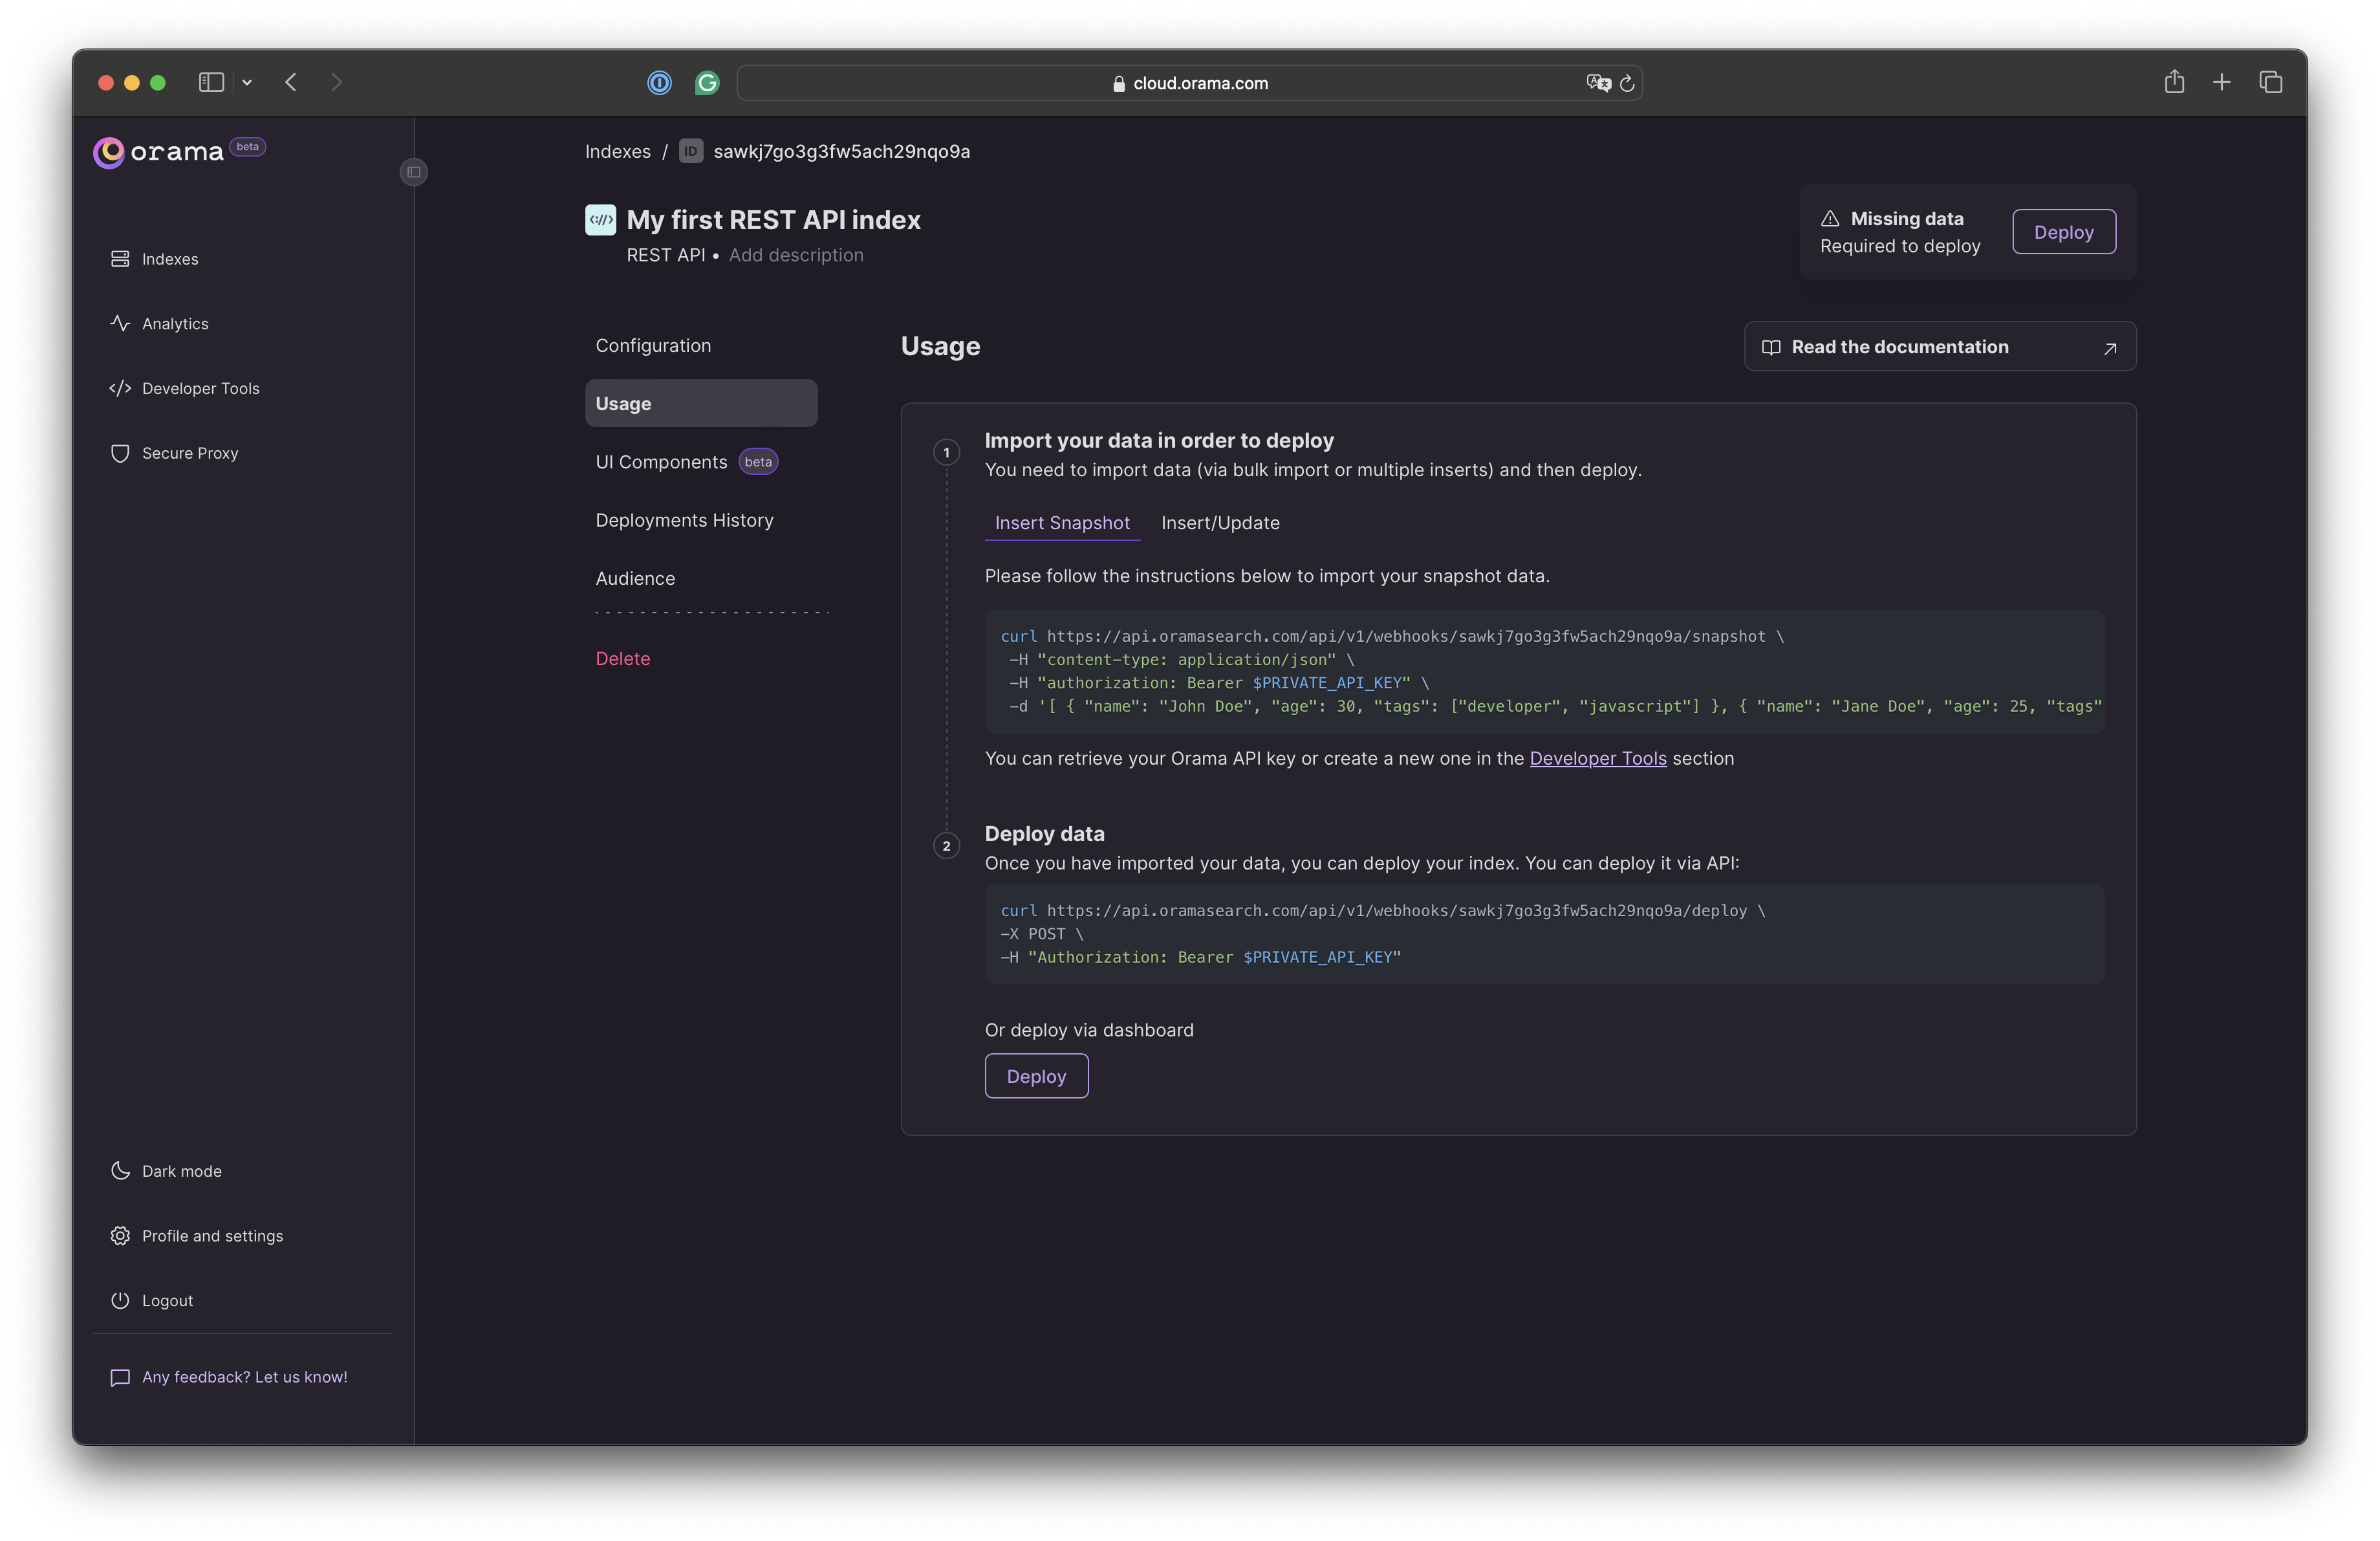 cloud.orama.com
orama beta
Indexes
Analytics
Developer Tools
Secure Proxy
Dark mode
Profile and settings
Logout
Any feedback? Let us know!
Indexes / ID sawkj7go3g3fw5ach29nqo9a
<://> My first REST API index
REST API • Add description
Missing data
Required to deploy
Deploy
Configuration
Usage
UI Components beta
Deployments History
Audience
Delete
Usage
Read the documentation
1
Import your data in order to deploy
You need to import data (via bulk import or multiple inserts) and then deploy.
Insert Snapshot Insert/Update
Please follow the instructions below to import your snapshot data.
curl https://api.oramasearch.com/api/v1/webhooks/sawkj7go3g3fw5ach29nqo9a/snapshot \
-H "content-type: application/json" \
-H "authorization: Bearer $PRIVATE_API_KEY" \
-d '[ { "name": "John Doe", "age": 30, "tags": ["developer", "javascript"] }, { "name": "Jane Doe", "age": 25, "tags"
You can retrieve your Orama API key or create a new one in the Developer Tools section
2
Deploy data
Once you have imported your data, you can deploy your index. You can deploy it via API:
curl https://api.oramasearch.com/api/v1/webhooks/sawkj7go3g3fw5ach29nqo9a/deploy \
-X POST \
-H "Authorization: Bearer $PRIVATE_API_KEY"
Or deploy via dashboard
Deploy